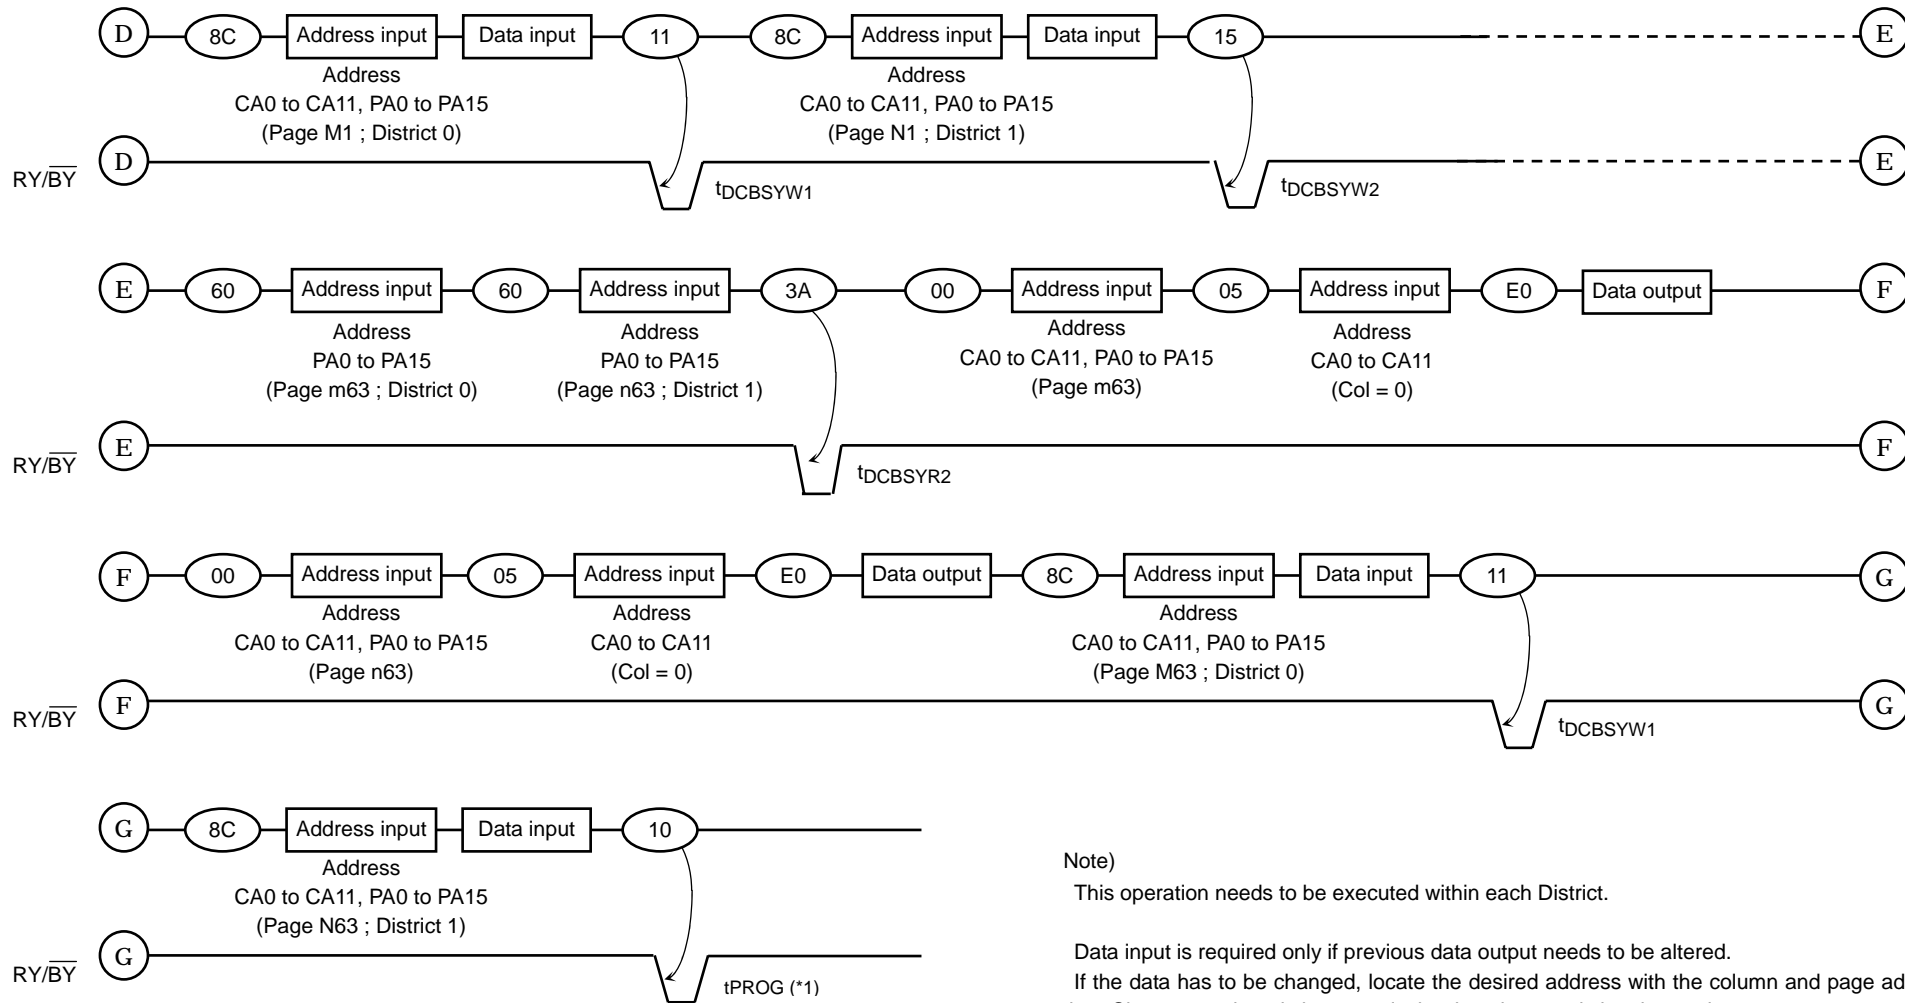 D 8C Address input Data input 11 8C Address input Data input 15 E
Address Address
CA0 to CA11, PA0 to PA15 CA0 to CA11, PA0 to PA15
(Page M1 ; District 0) (Page N1 ; District 1)
RY/BY D E
tDCBSYW1 tDCBSYW2
E 60 Address input 60 Address input 3A 00 Address input 05 Address input E0 Data output F
Address Address Address Address
PA0 to PA15 PA0 to PA15 CA0 to CA11, PA0 to PA15 CA0 to CA11
(Page m63 ; District 0) (Page n63 ; District 1) (Page m63) (Col = 0)
RY/BY E F
tDCBSYR2
F 00 Address input 05 Address input E0 Data output 8C Address input Data input 11 G
Address Address Address
CA0 to CA11, PA0 to PA15 CA0 to CA11 CA0 to CA11, PA0 to PA15
(Page n63) (Col = 0) (Page M63 ; District 0)
RY/BY F G
tDCBSYW1
G 8C Address input Data input 10
Address
CA0 to CA11, PA0 to PA15
(Page N63 ; District 1)
RY/BY G
tPROG (*1)
Note)
This operation needs to be executed within each District.
Data input is required only if previous data output needs to be altered.
If the data has to be changed, locate the desired address with the column and page ad